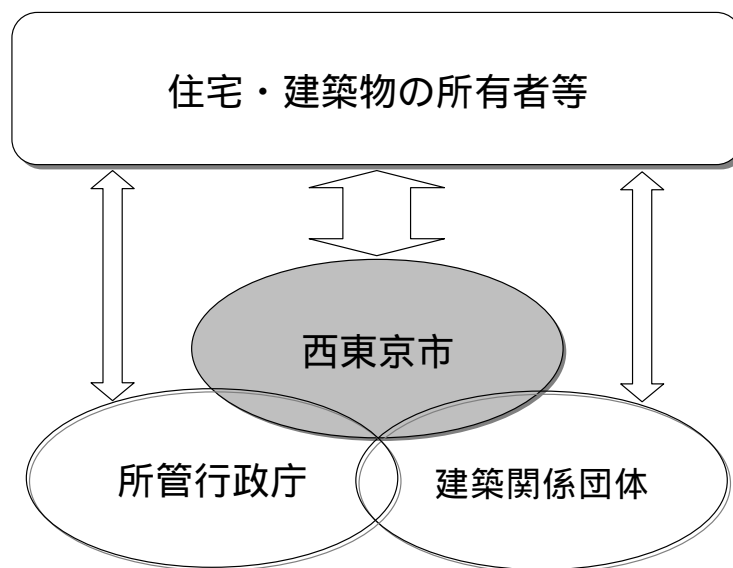 住宅・建築物の所有者等
西東京市
所管行政庁
建築関係団体